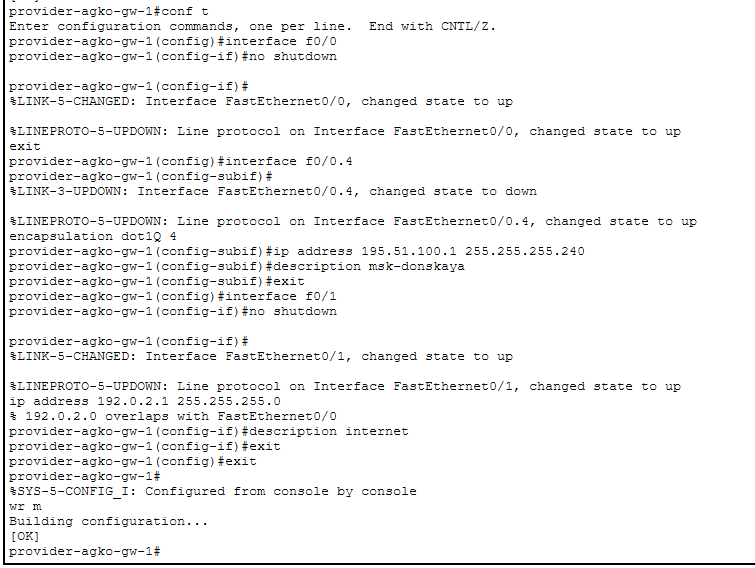 provider-agko-gw-1#conf t
Enter configuration commands, one per line.  End with CNTL/Z.
provider-agko-gw-1(config)#interface f0/0
provider-agko-gw-1(config-if)#no shutdown
provider-agko-gw-1(config-if)#
%LINK-5-CHANGED: Interface FastEthernet0/0, changed state to up
%LINEPROTO-5-UPDOWN: Line protocol on Interface FastEthernet0/0, changed state to up
exit
provider-agko-gw-1(config)#interface f0/0.4
provider-agko-gw-1(config-subif)#
%LINK-3-UPDOWN: Interface FastEthernet0/0.4, changed state to down
%LINEPROTO-5-UPDOWN: Line protocol on Interface FastEthernet0/0.4, changed state to up
encapsulation dot1Q 4
provider-agko-gw-1(config-subif)#ip address 195.51.100.1 255.255.255.240
provider-agko-gw-1(config-subif)#description msk-donskaya
provider-agko-gw-1(config-subif)#exit
provider-agko-gw-1(config)#interface f0/1
provider-agko-gw-1(config-if)#no shutdown
provider-agko-gw-1(config-if)#
%LINK-5-CHANGED: Interface FastEthernet0/1, changed state to up
%LINEPROTO-5-UPDOWN: Line protocol on Interface FastEthernet0/1, changed state to up
ip address 192.0.2.1 255.255.255.0
% 192.0.2.0 overlaps with FastEthernet0/0
provider-agko-gw-1(config-if)#description internet
provider-agko-gw-1(config-if)#exit
provider-agko-gw-1(config)#exit
provider-agko-gw-1#
%SYS-5-CONFIG_I: Configured from console by console
wr m
Building configuration...
[OK]
provider-agko-gw-1#